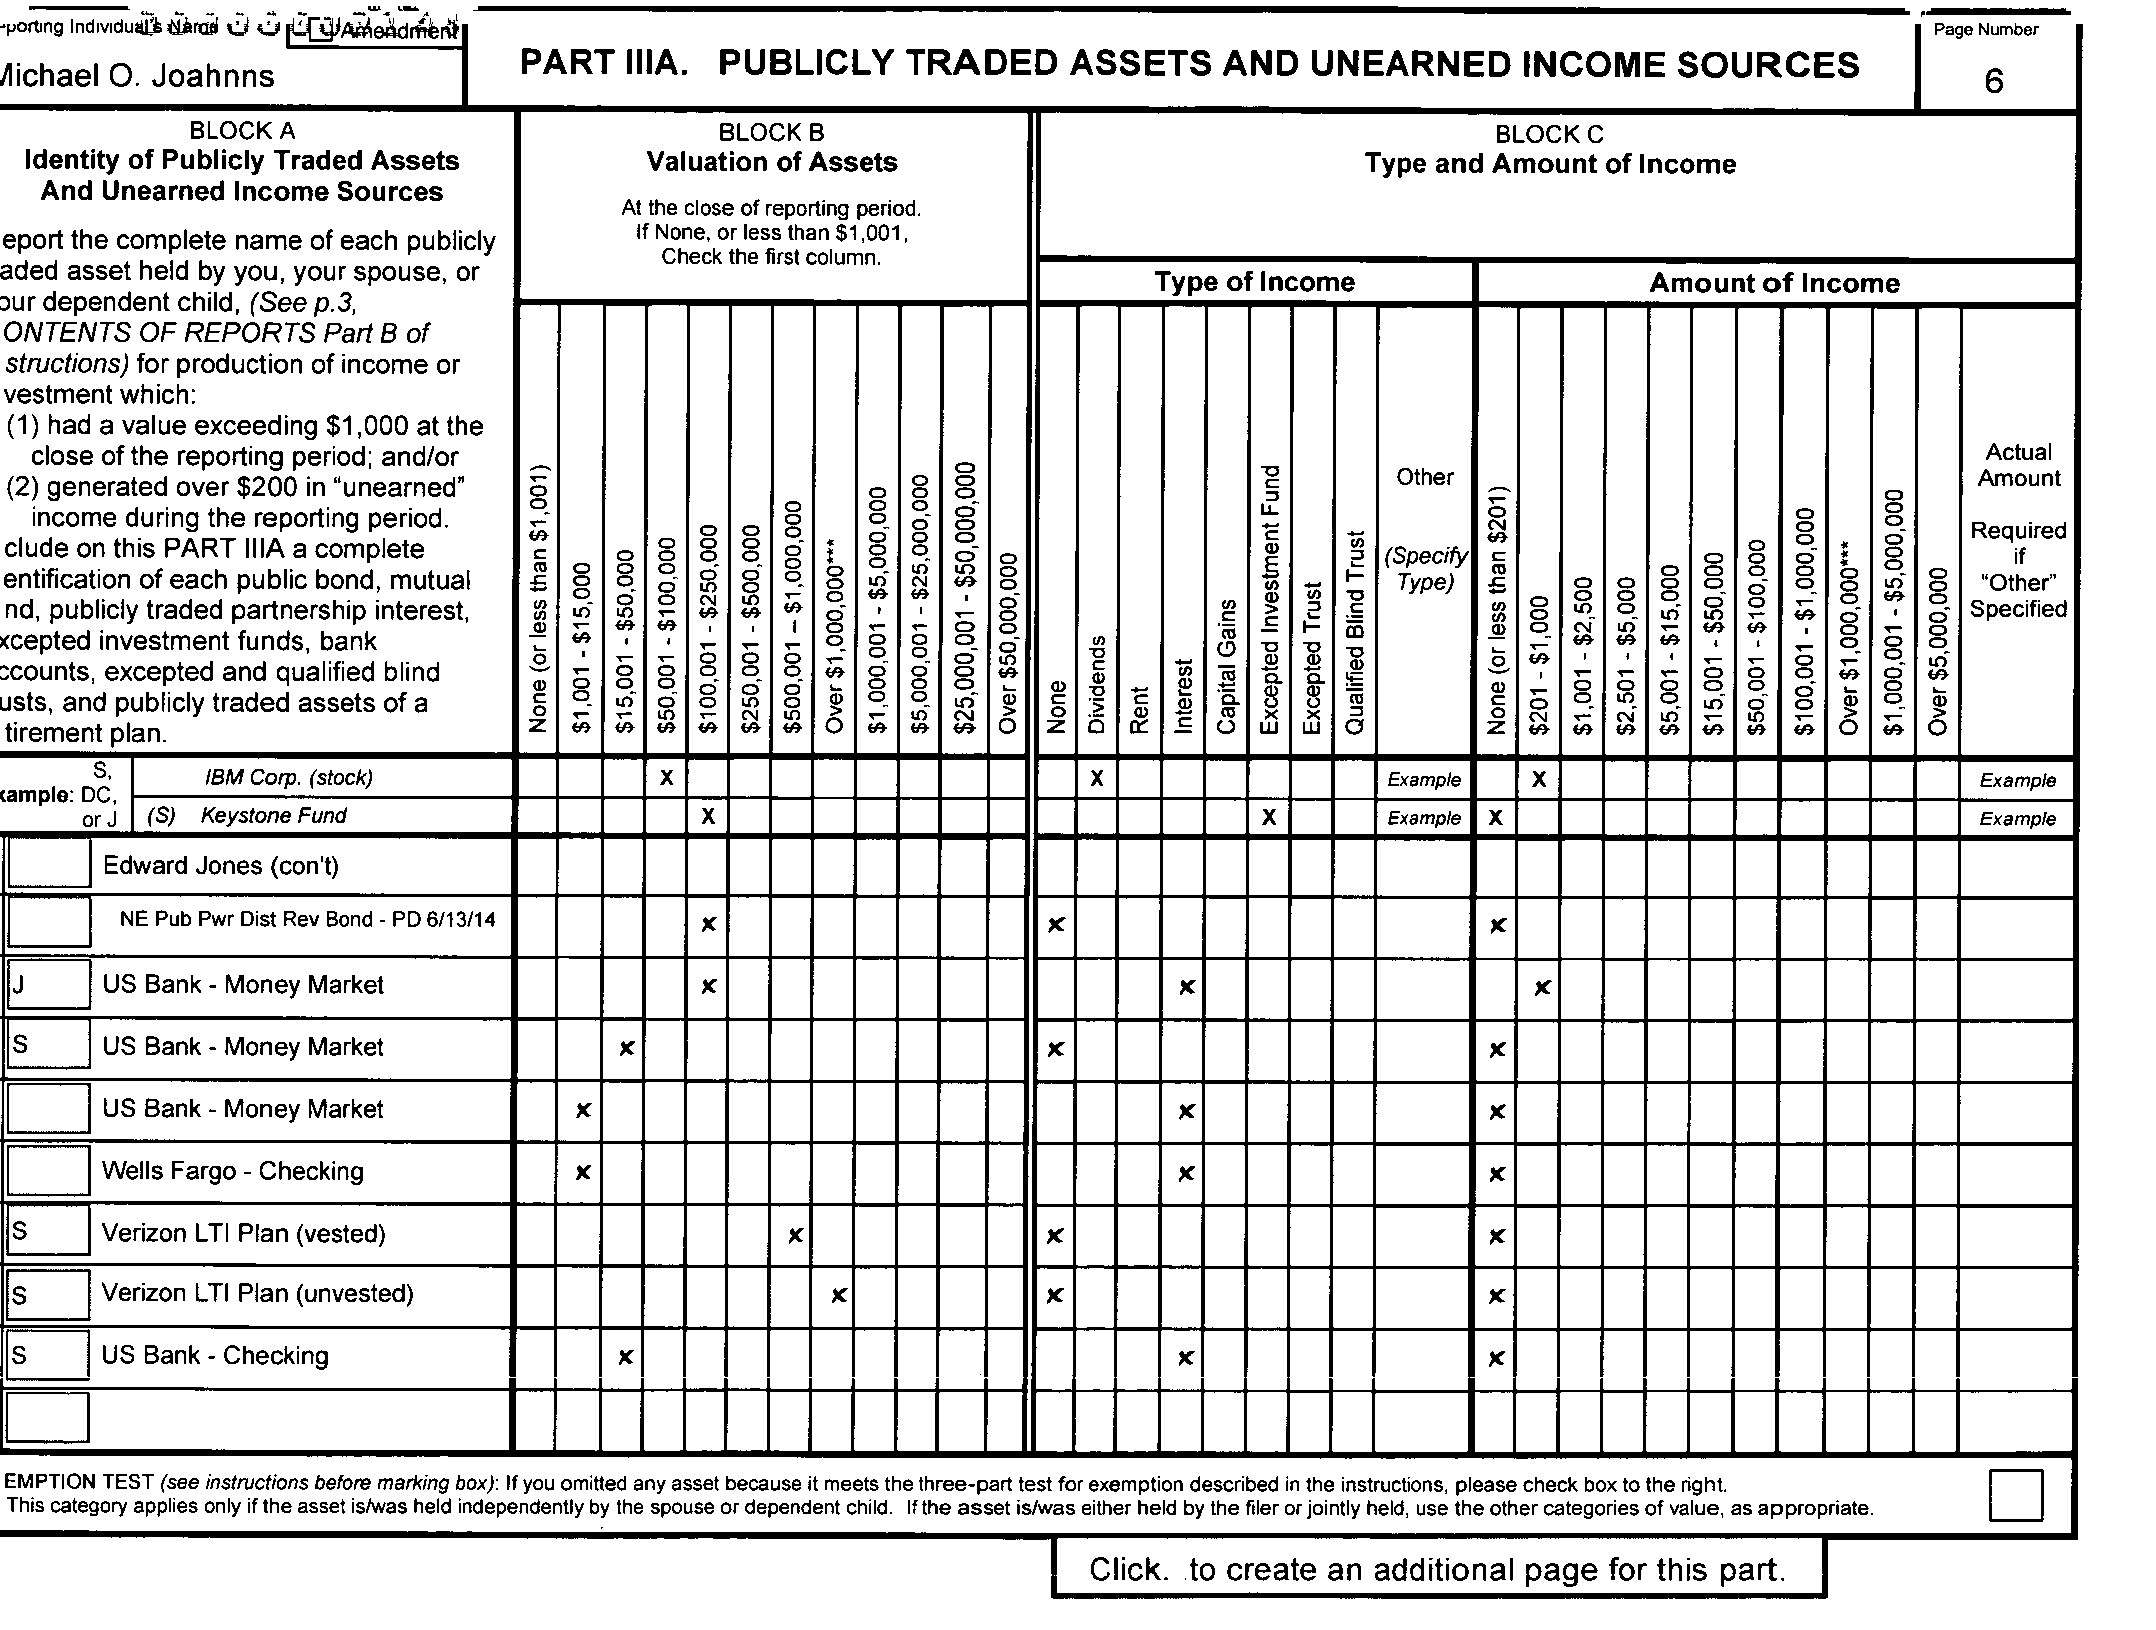 -porting Individual's Name
Amendment
Michael O. Joahnns
PART IIIA. PUBLICLY TRADED ASSETS AND UNEARNED INCOME SOURCES
Page Number
6
BLOCK A
Identity of Publicly Traded Assets
And Unearned Income Sources
eport the complete name of each publicly
aded asset held by you, your spouse, or
our dependent child, (See p.3,
ONTENTS OF REPORTS Part B of
structions) for production of income or
vestment which:
(1) had a value exceeding $1,000 at the
close of the reporting period; and/or
(2) generated over $200 in “unearned”
income during the reporting period.
clude on this PART IIIA a complete
entification of each public bond, mutual
nd, publicly traded partnership interest,
xcepted investment funds, bank
ccounts, excepted and qualified blind
usts, and publicly traded assets of a
tirement plan.
BLOCK B
Valuation of Assets
At the close of reporting period.
If None, or less than $1,001,
Check the first column.
None (or less than $1,001)
$1,001 - $15,000
$15,001 - $50,000
$50,001 - $100,000
$100,001 - $250,000
$250,001 - $500,000
$500,001 – $1,000,000
Over $1,000,000***
$1,000,001 - $5,000,000
$5,000,001 - $25,000,000
$25,000,001 - $50,000,000
Over $50,000,000
BLOCK C
Type and Amount of Income
Type of Income
None
Dividends
Rent
Interest
Capital Gains
Excepted Investment Fund
Excepted Trust
Qualified Blind Trust
Other
(Specify
Type)
Amount of Income
None (or less than $201)
$201 - $1,000
$1,001 - $2,500
$2,501 - $5,000
$5,001 - $15,000
$15,001 - $50,000
$50,001 - $100,000
$100,001 - $1,000,000
Over $1,000,000***
$1,000,001 - $5,000,000
Over $5,000,000
Actual
Amount
Required
if
“Other”
Specified
xample: S, DC, or J
IBM Corp. (stock) X X Example X Example
(S) Keystone Fund X X Example X Example
Edward Jones (con't)
NE Pub Pwr Dist Rev Bond - PD 6/13/14 x x x
J US Bank - Money Market x x x
S US Bank - Money Market x x x
US Bank - Money Market x x x
Wells Fargo - Checking x x x
S Verizon LTI Plan (vested) x x x
S Verizon LTI Plan (unvested) x x x
S US Bank - Checking x x x
EMPTION TEST (see instructions before marking box): If you omitted any asset because it meets the three-part test for exemption described in the instructions, please check box to the right.
This category applies only if the asset is/was held independently by the spouse or dependent child. If the asset is/was either held by the filer or jointly held, use the other categories of value, as appropriate.
Click. to create an additional page for this part.